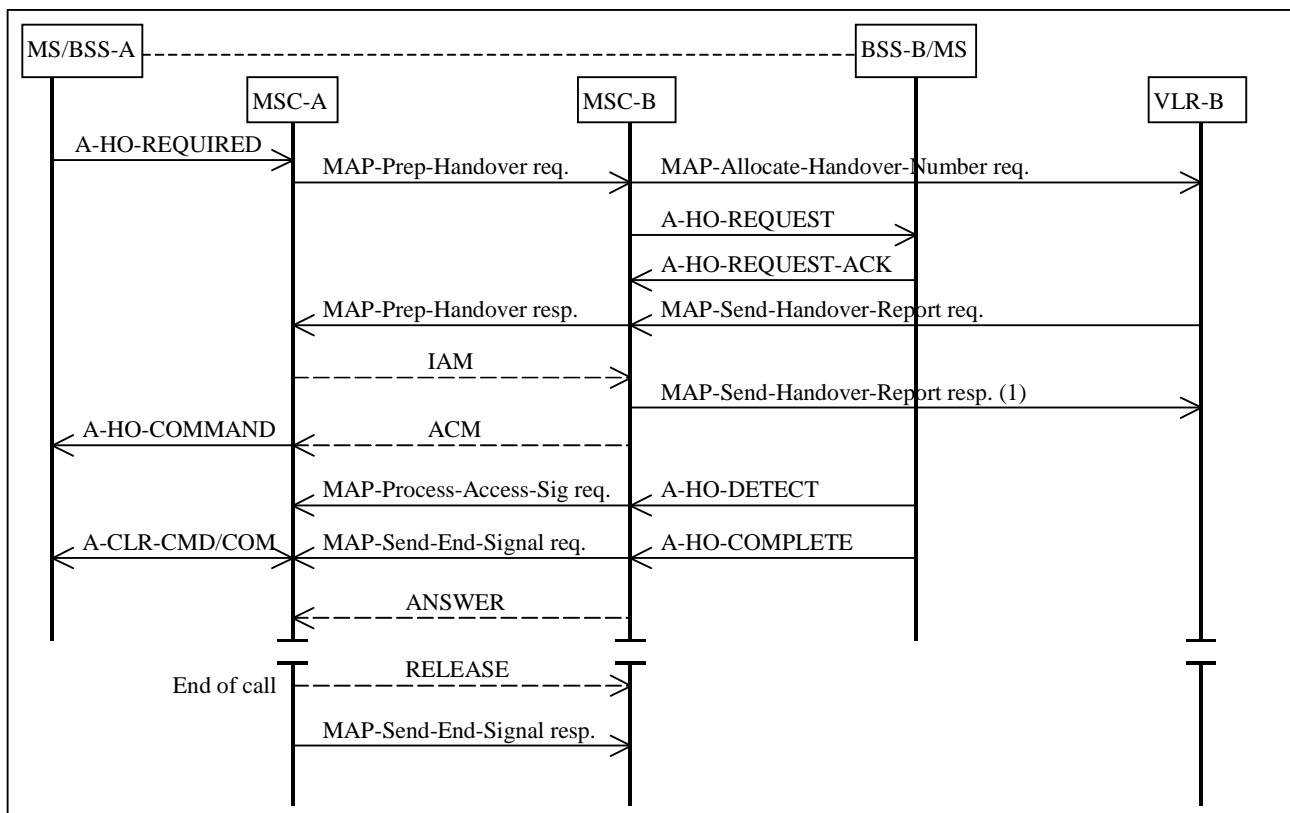 MS/BSS-A
BSS-B/MS
MSC-A
MSC-B
VLR-B
A-HO-REQUIRED
MAP-Prep-Handover req.
MAP-Allocate-Handover-Number req.
A-HO-REQUEST
A-HO-REQUEST-ACK
MAP-Prep-Handover resp.
MAP-Send-Handover-Report req.
IAM
MAP-Send-Handover-Report resp. (1)
A-HO-COMMAND
ACM
MAP-Process-Access-Sig req.
A-HO-DETECT
A-CLR-CMD/COM
MAP-Send-End-Signal req.
A-HO-COMPLETE
ANSWER
RELEASE
End of call
MAP-Send-End-Signal resp.